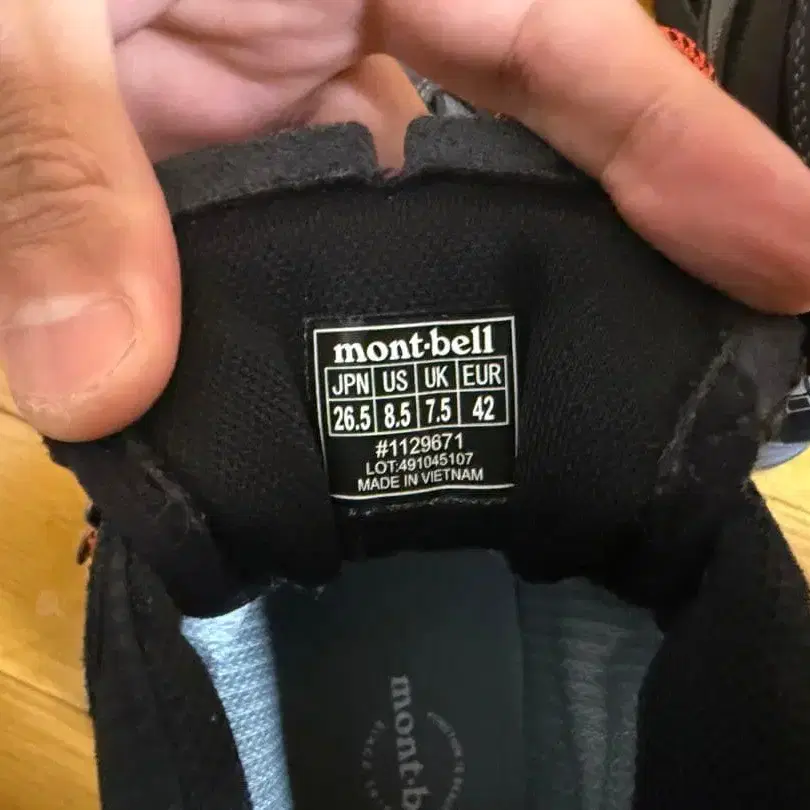 mont·bell
JPN US UK EUR
26.5 8.5 7.5 42
#1129671
LOT:491045107
MADE IN VIETNAM
mont·b